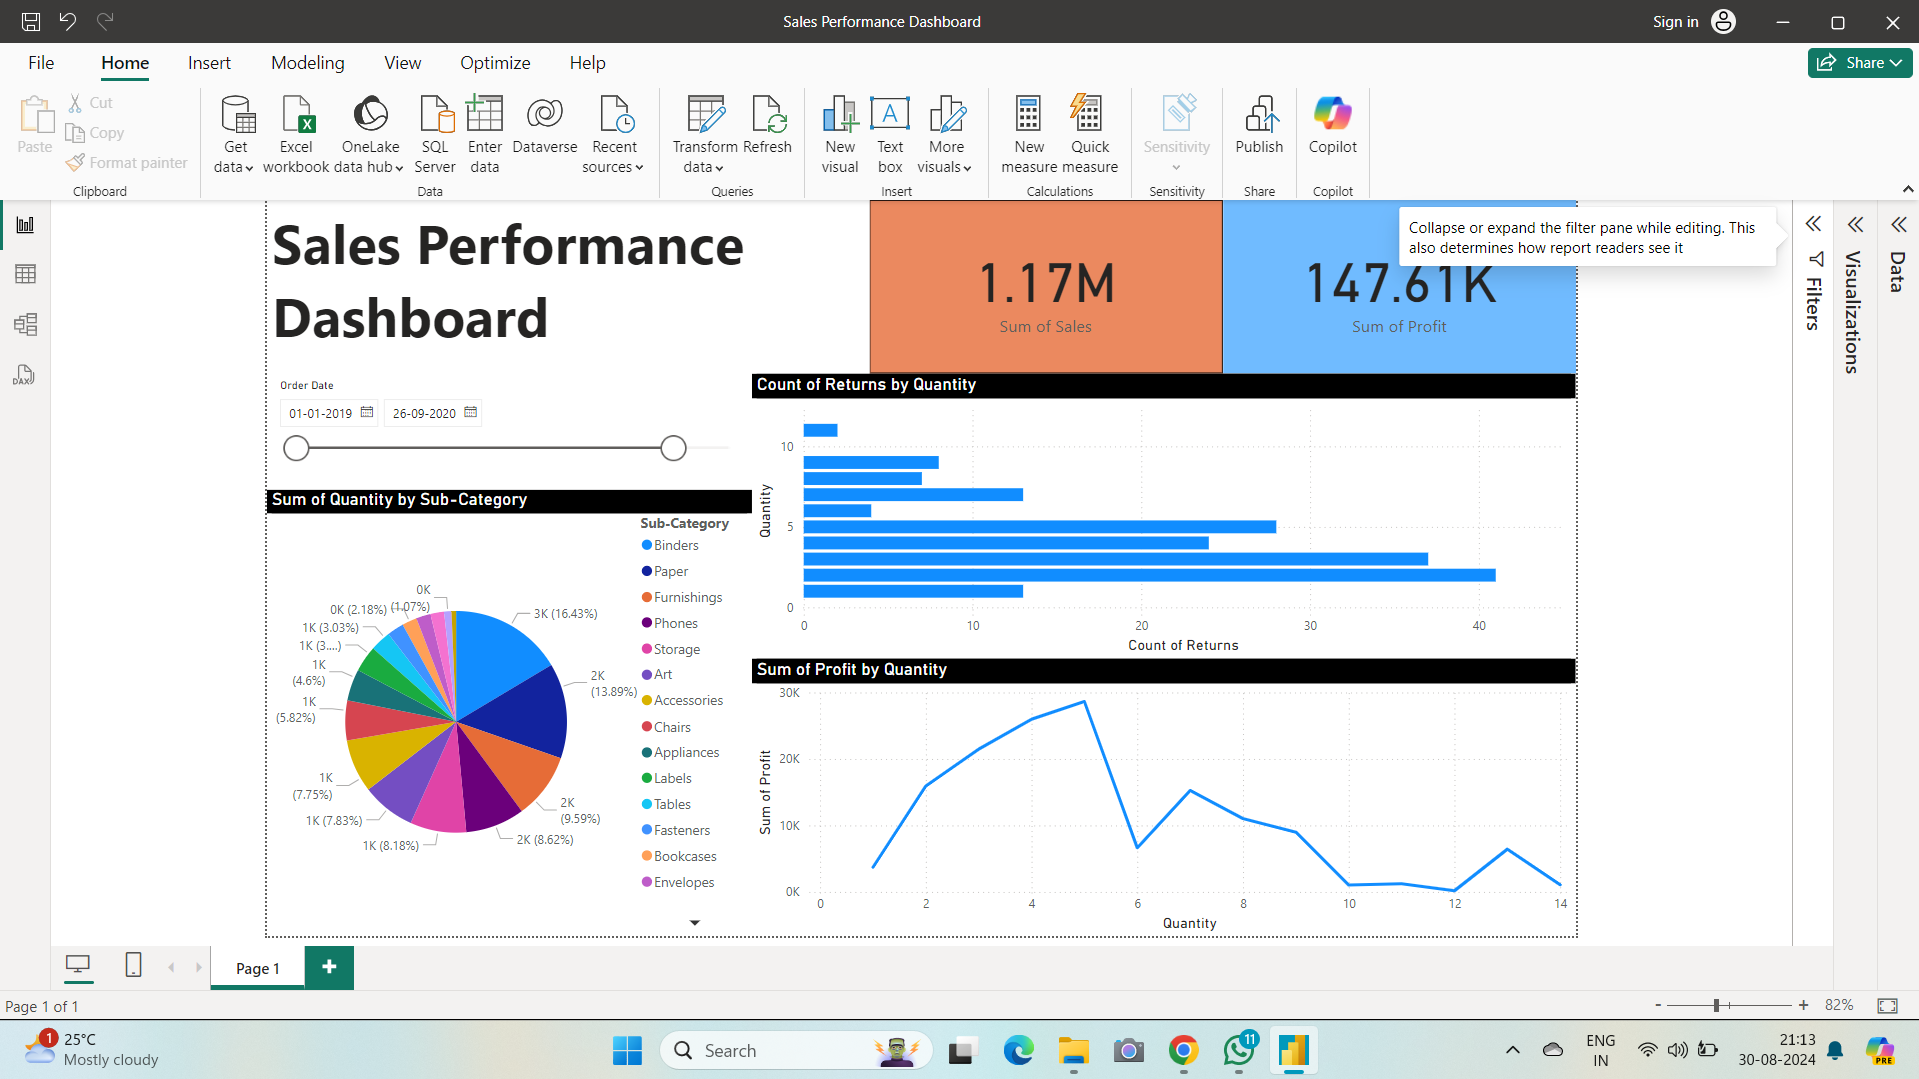 Sales Performance Dashboard
Sign in
File
Home
Insert
Modeling
View
Optimize
Help
Share
Paste
Cut
Copy
Format painter
Clipboard
Get
data
Excel
workbook
OneLake
data hub
SQL
Server
Enter
data
Dataverse
Recent
sources
Data
Transform
data
Refresh
Queries
New
visual
A
Text
box
More
visuals
Insert
New
measure
Quick
measure
Calculations
Sensitivity
Sensitivity
Publish
Share
Copilot
Copilot
DAX
Sales Performance
Dashboard
1.17M
Sum of Sales
147.61K
Sum of Profit
Collapse or expand the filter pane while editing. This
also determines how report readers see it
Filters
Visualizations
Data
Order Date
01-01-2019
26-09-2020
Sum of Quantity by Sub-Category
Sub-Category
Binders
Paper
Furnishings
Phones
Storage
Art
Accessories
Chairs
Appliances
Labels
Tables
Fasteners
Bookcases
Envelopes
3K (16.43%)
2K
(13.89%)
2K
(9.59%)
2K (8.62%)
1K (8.18%)
1K (7.83%)
1K
(7.75%)
1K
(5.82%)
1K
(4.6%)
1K (3....)
1K (3.03%)
0K (2.18%)
0K
(1.07%)
Count of Returns by Quantity
Quantity
10
5
0
0
10
20
30
40
Count of Returns
Sum of Profit by Quantity
Sum of Profit
30K
20K
10K
0K
0
2
4
6
8
10
12
14
Quantity
Page 1
+
Page 1 of 1
-
+
82%
1
25°C
Mostly cloudy
Search
11
ENG
IN
21:13
30-08-2024
PRE